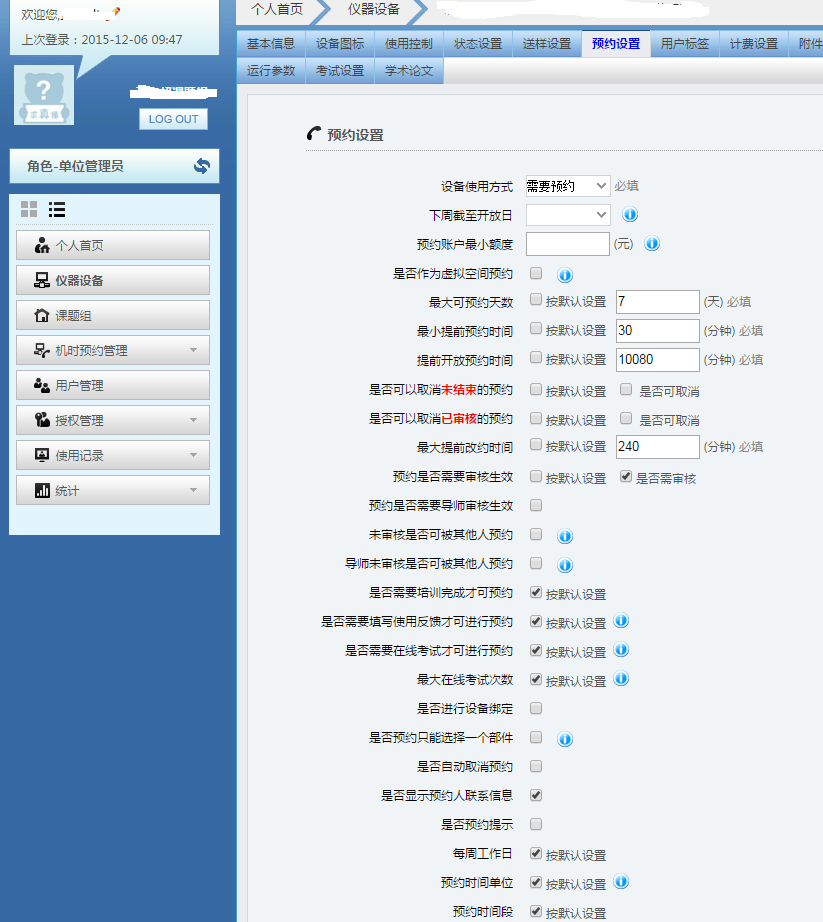 欢迎您,
上次登录：2015-12-06 09:47
?
求真相
LOG OUT
角色-单位管理员
个人首页
仪器设备
课题组
机时预约管理
用户管理
授权管理
使用记录
统计
个人首页 仪器设备
基本信息 设备图标 使用控制 状态设置 送样设置 预约设置 用户标签 计费设置 附件
运行参数 考试设置 学术论文
预约设置
设备使用方式 需要预约 必填
下周截至开放日
预约账户最小额度 (元)
是否作为虚拟空间预约
最大可预约天数 按默认设置 7 (天) 必填
最小提前预约时间 按默认设置 30 (分钟) 必填
提前开放预约时间 按默认设置 10080 (分钟) 必填
是否可以取消未结束的预约 按默认设置 是否可取消
是否可以取消已审核的预约 按默认设置 是否可取消
最大提前改约时间 按默认设置 240 (分钟) 必填
预约是否需要审核生效 按默认设置 是否需审核
预约是否需要导师审核生效
未审核是否可被其他人预约
导师未审核是否可被其他人预约
是否需要培训完成才可预约 按默认设置
是否需要填写使用反馈才可进行预约 按默认设置
是否需要在线考试才可进行预约 按默认设置
最大在线考试次数 按默认设置
是否进行设备绑定
是否预约只能选择一个部件
是否自动取消预约
是否显示预约人联系信息
是否预约提示
每周工作日 按默认设置
预约时间单位 按默认设置
预约时间段 按默认设置